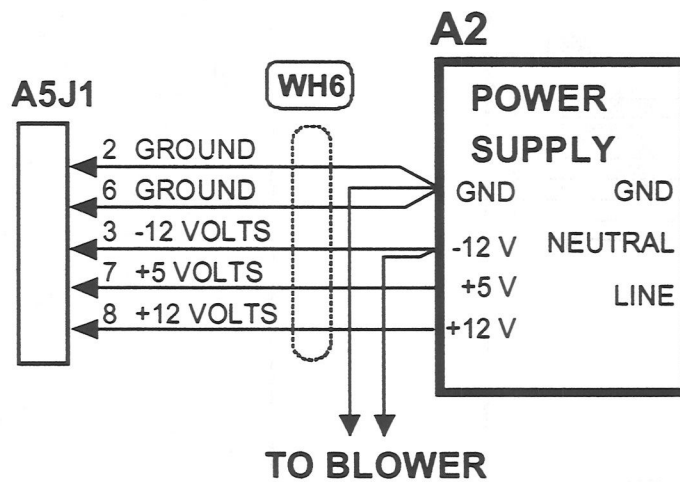 A2
A5J1
WH6
POWER
SUPPLY
2 GROUND
6 GROUND
3 -12 VOLTS
7 +5 VOLTS
8 +12 VOLTS
GND GND
-12 V NEUTRAL
+5 V LINE
+12 V
TO BLOWER